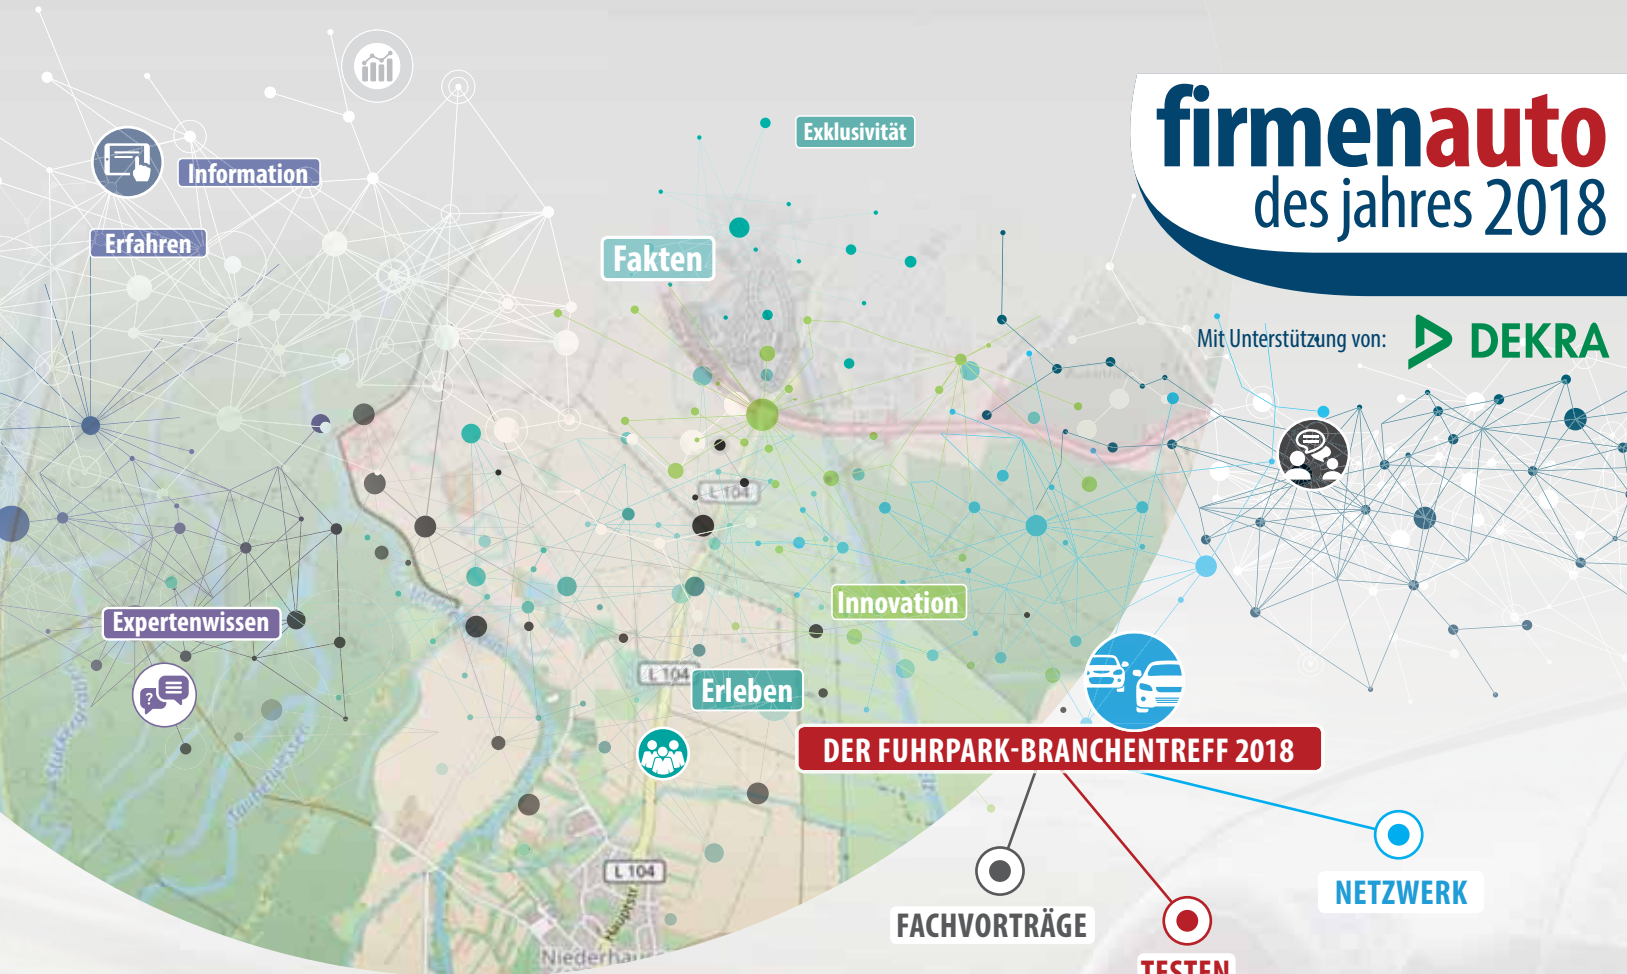 firmenauto
des jahres 2018
Mit Unterstützung von:
DEKRA
Exklusivität
Information
Erfahren
Fakten
L 104
Innovation
Expertenwissen
L 104
Erleben
DER FUHRPARK-BRANCHENTREFF 2018
L 104
Hauptstr
NETZWERK
FACHVORTRÄGE
TESTEN